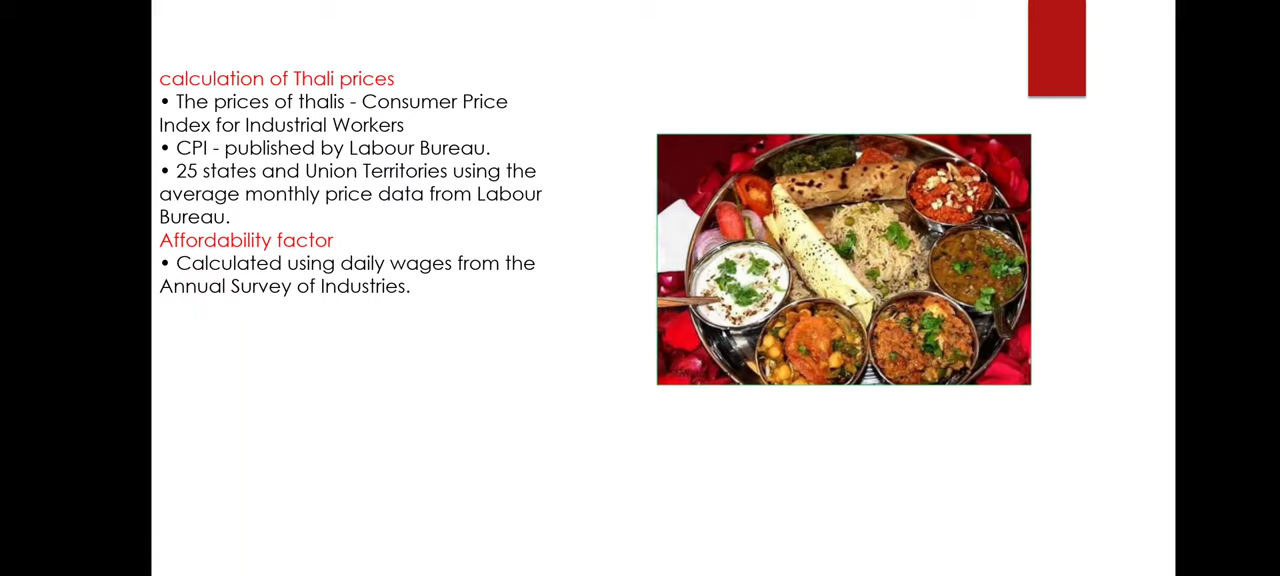 calculation of Thali prices
• The prices of thalis - Consumer Price
Index for Industrial Workers
• CPI - published by Labour Bureau.
• 25 states and Union Territories using the
average monthly price data from Labour
Bureau.
Affordability factor
• Calculated using daily wages from the
Annual Survey of Industries.